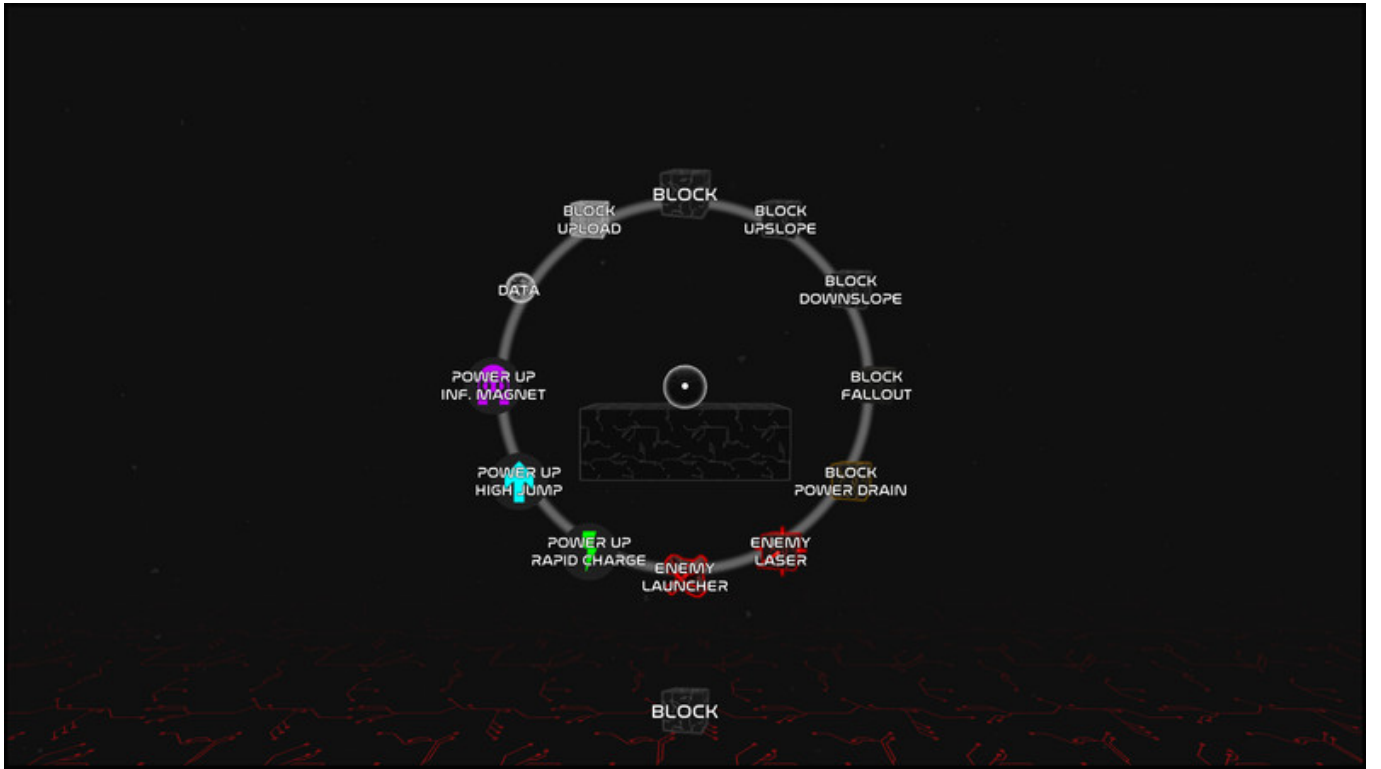 BLOCK
BLOCK
UPLOAD
BLOCK
UPSLOPE
DATA
BLOCK
DOWNSLOPE
POWER UP
INF. MAGNET
BLOCK
FALLOUT
POWER UP
HIGH JUMP
BLOCK
POWER DRAIN
POWER UP
RAPID CHARGE
ENEMY
LASER
ENEMY
LAUNCHER
BLOCK